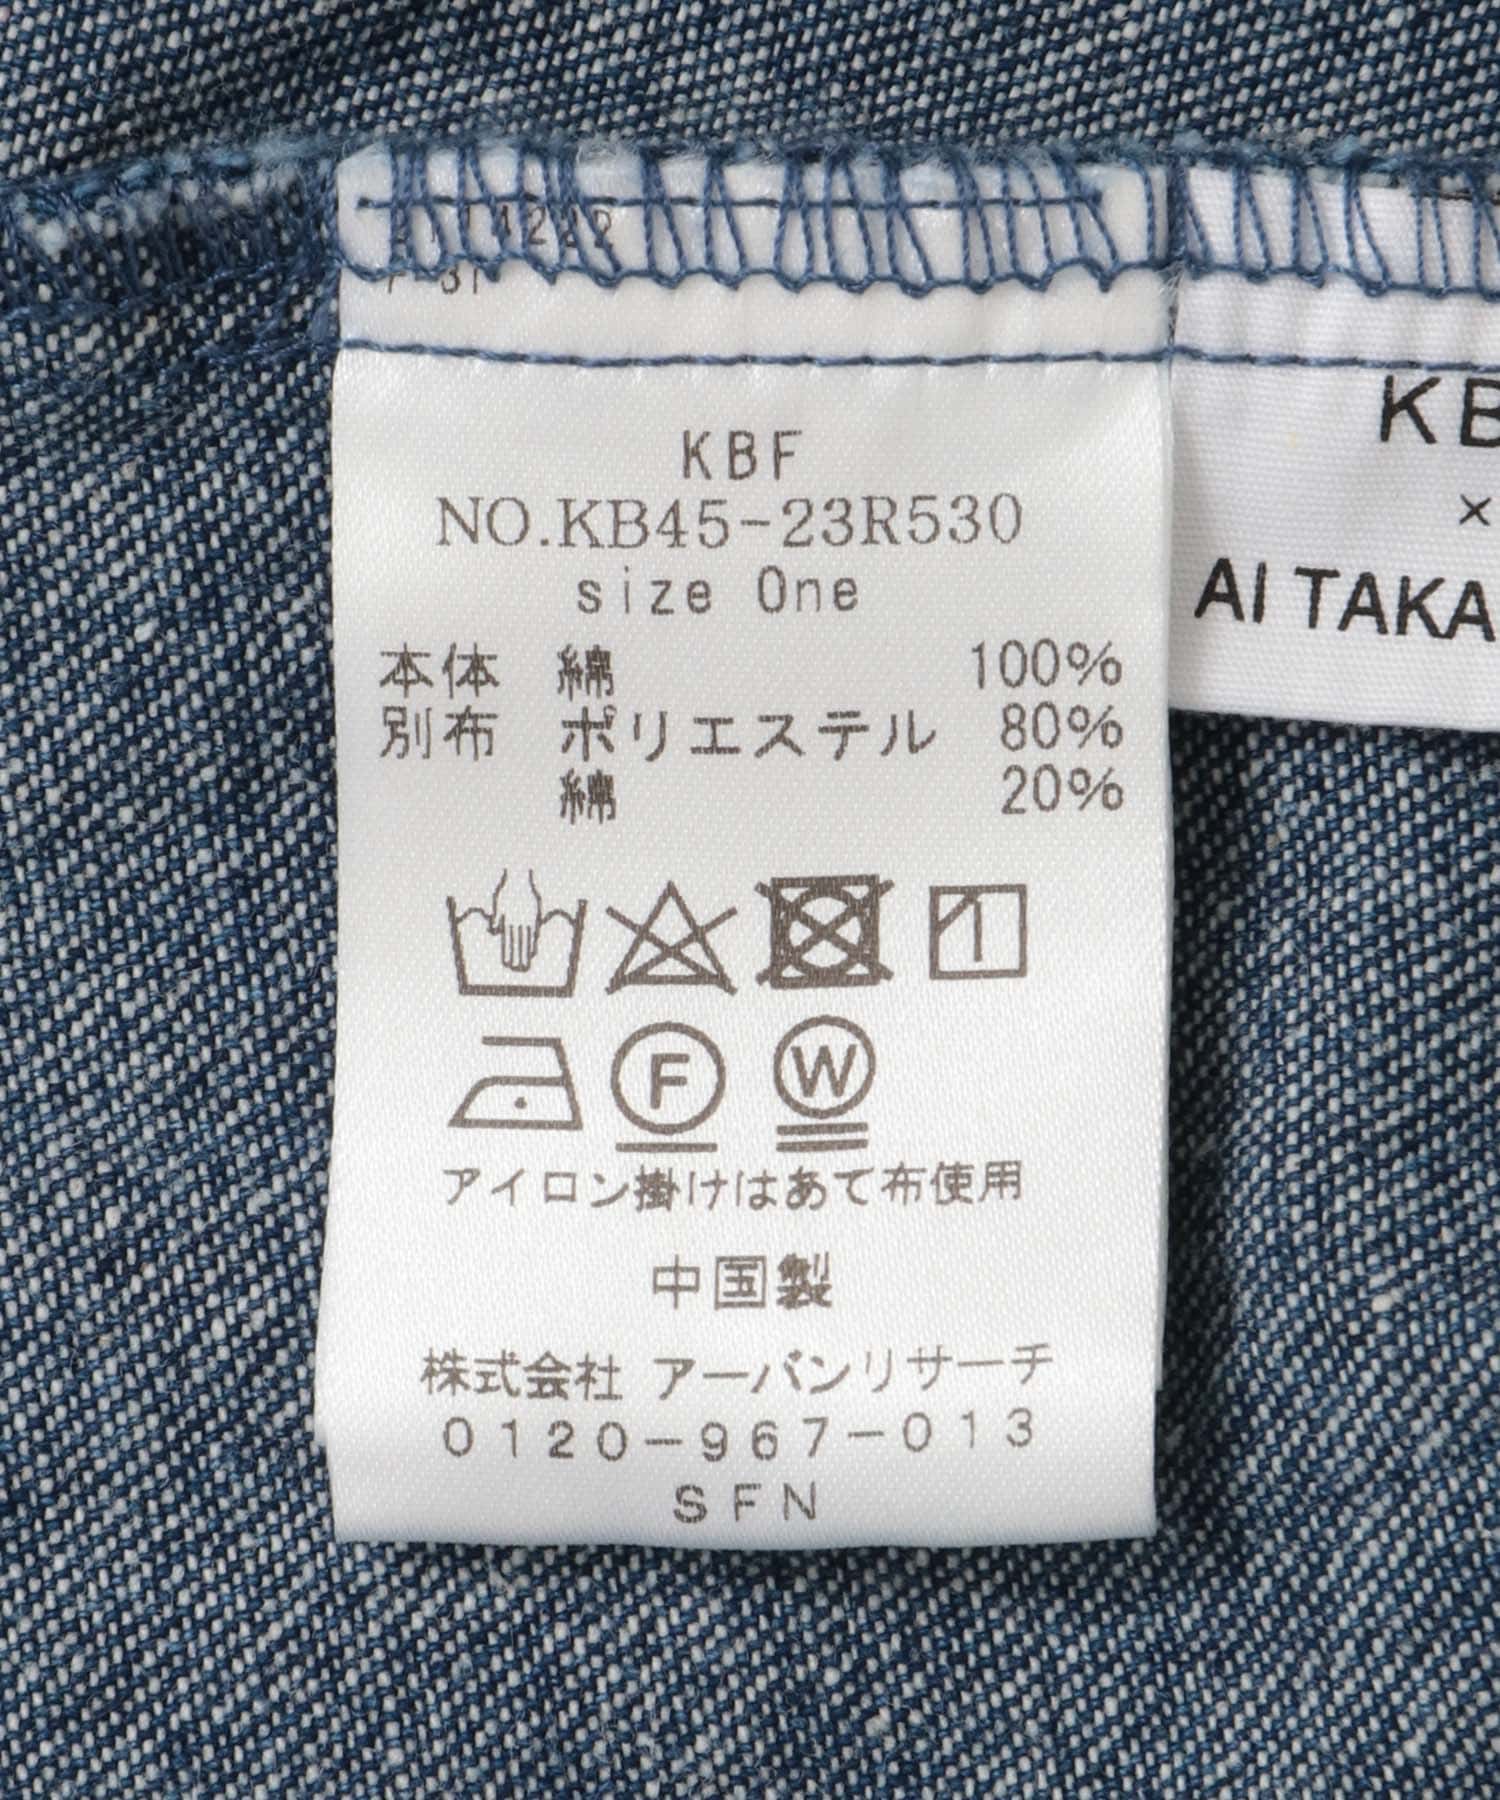 KBF
NO.KB45-23R530
size One
本体 綿 100%
別布 ポリエステル 80%
綿 20%
F
W
アイロン掛けはあて布使用
中国製
株式会社 アーバンリサーチ
0120-967-013
SFN
×
AI